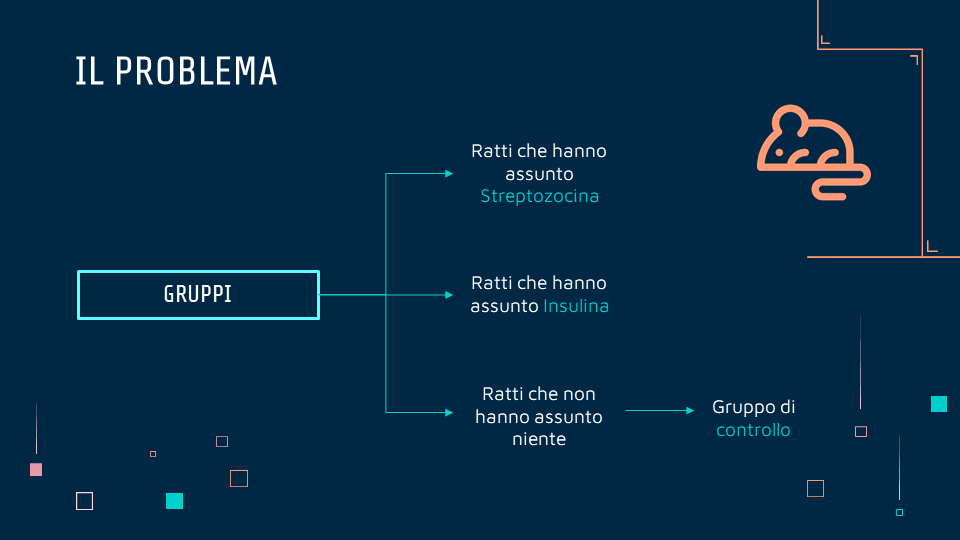 IL PROBLEMA
Ratti che hanno
assunto
Streptozocina
GRUPPI
Ratti che hanno
assunto Insulina
Ratti che non
hanno assunto
niente
Gruppo di
controllo